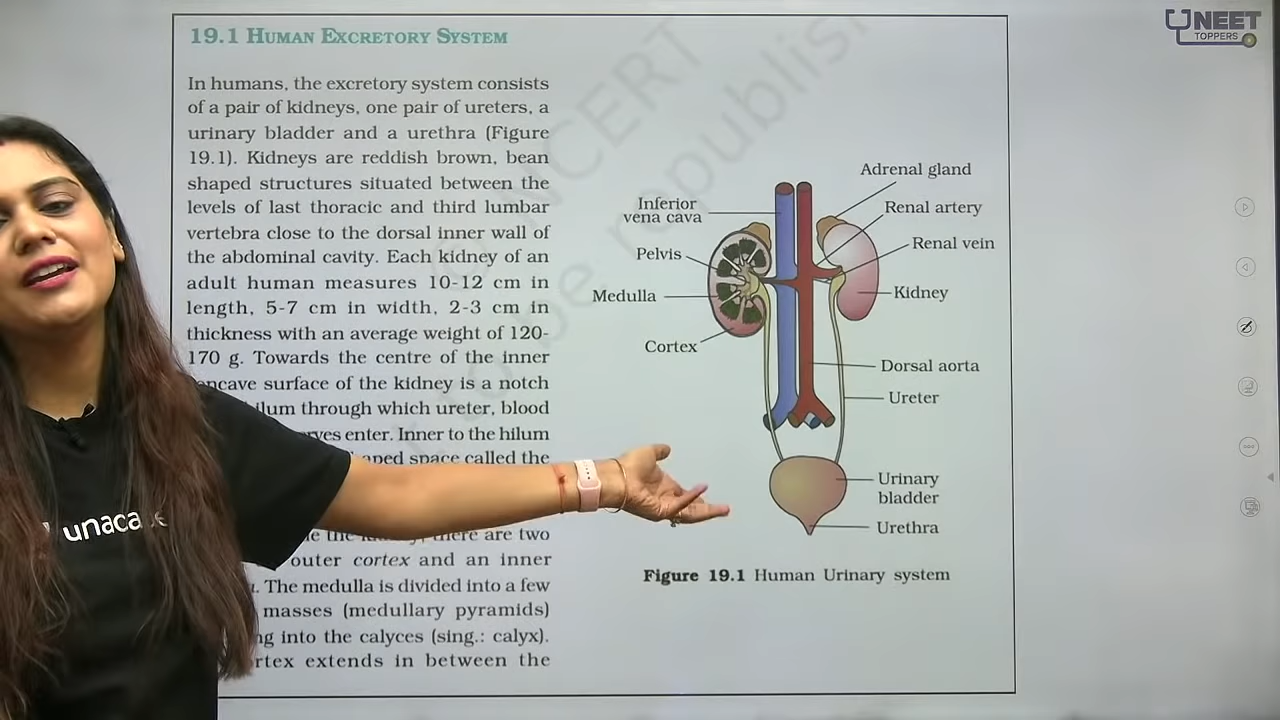 19.1 HUMAN EXCRETORY SYSTEM
In humans, the excretory system consists
of a pair of kidneys, one pair of ureters, a
urinary bladder and a urethra (Figure
19.1). Kidneys are reddish brown, bean
shaped structures situated between the
levels of last thoracic and third lumbar
vertebra close to the dorsal inner wall of
the abdominal cavity. Each kidney of an
adult human measures 10-12 cm in
length, 5-7 cm in width, 2-3 cm in
thickness with an average weight of 120-
170 g. Towards the centre of the inner
concave surface of the kidney is a notch
through which ureter, blood
enter. Inner to the hilum
space called the
there are two
outer cortex and an inner
The medulla is divided into a few
masses (medullary pyramids)
into the calyces (sing.: calyx).
extends in between the
Adrenal gland
Renal artery
Renal vein
Kidney
Dorsal aorta
Ureter
Urinary
bladder
Urethra
Inferior
vena cava
Pelvis
Medulla
Cortex
Figure 19.1 Human Urinary system
NEET
TOPPERS
NCERT
be republish